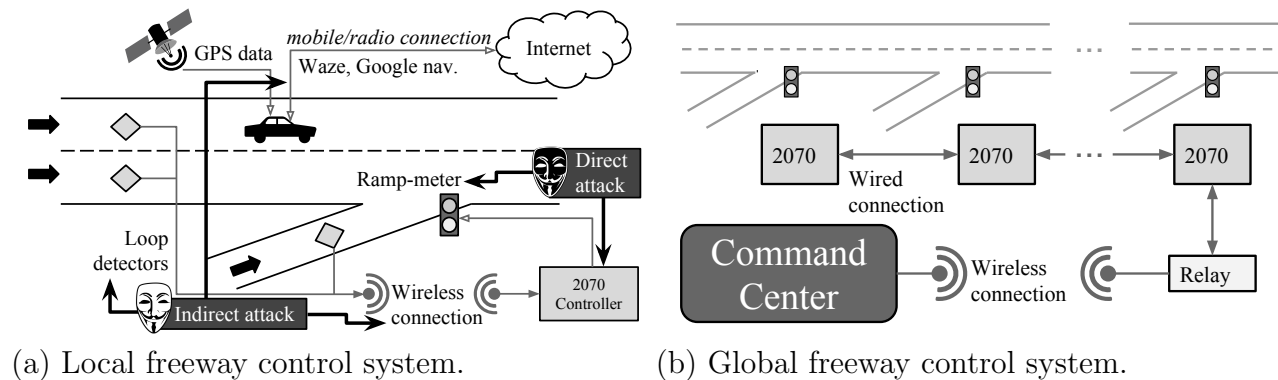 GPS data
mobile/radio connection
Waze, Google nav.
Internet
Direct
attack
Ramp-meter
Loop
detectors
Indirect attack
Wireless
connection
2070
Controller
(a) Local freeway control system.
...
2070
2070
...
2070
Wired
connection
Command
Center
Wireless
connection
Relay
(b) Global freeway control system.